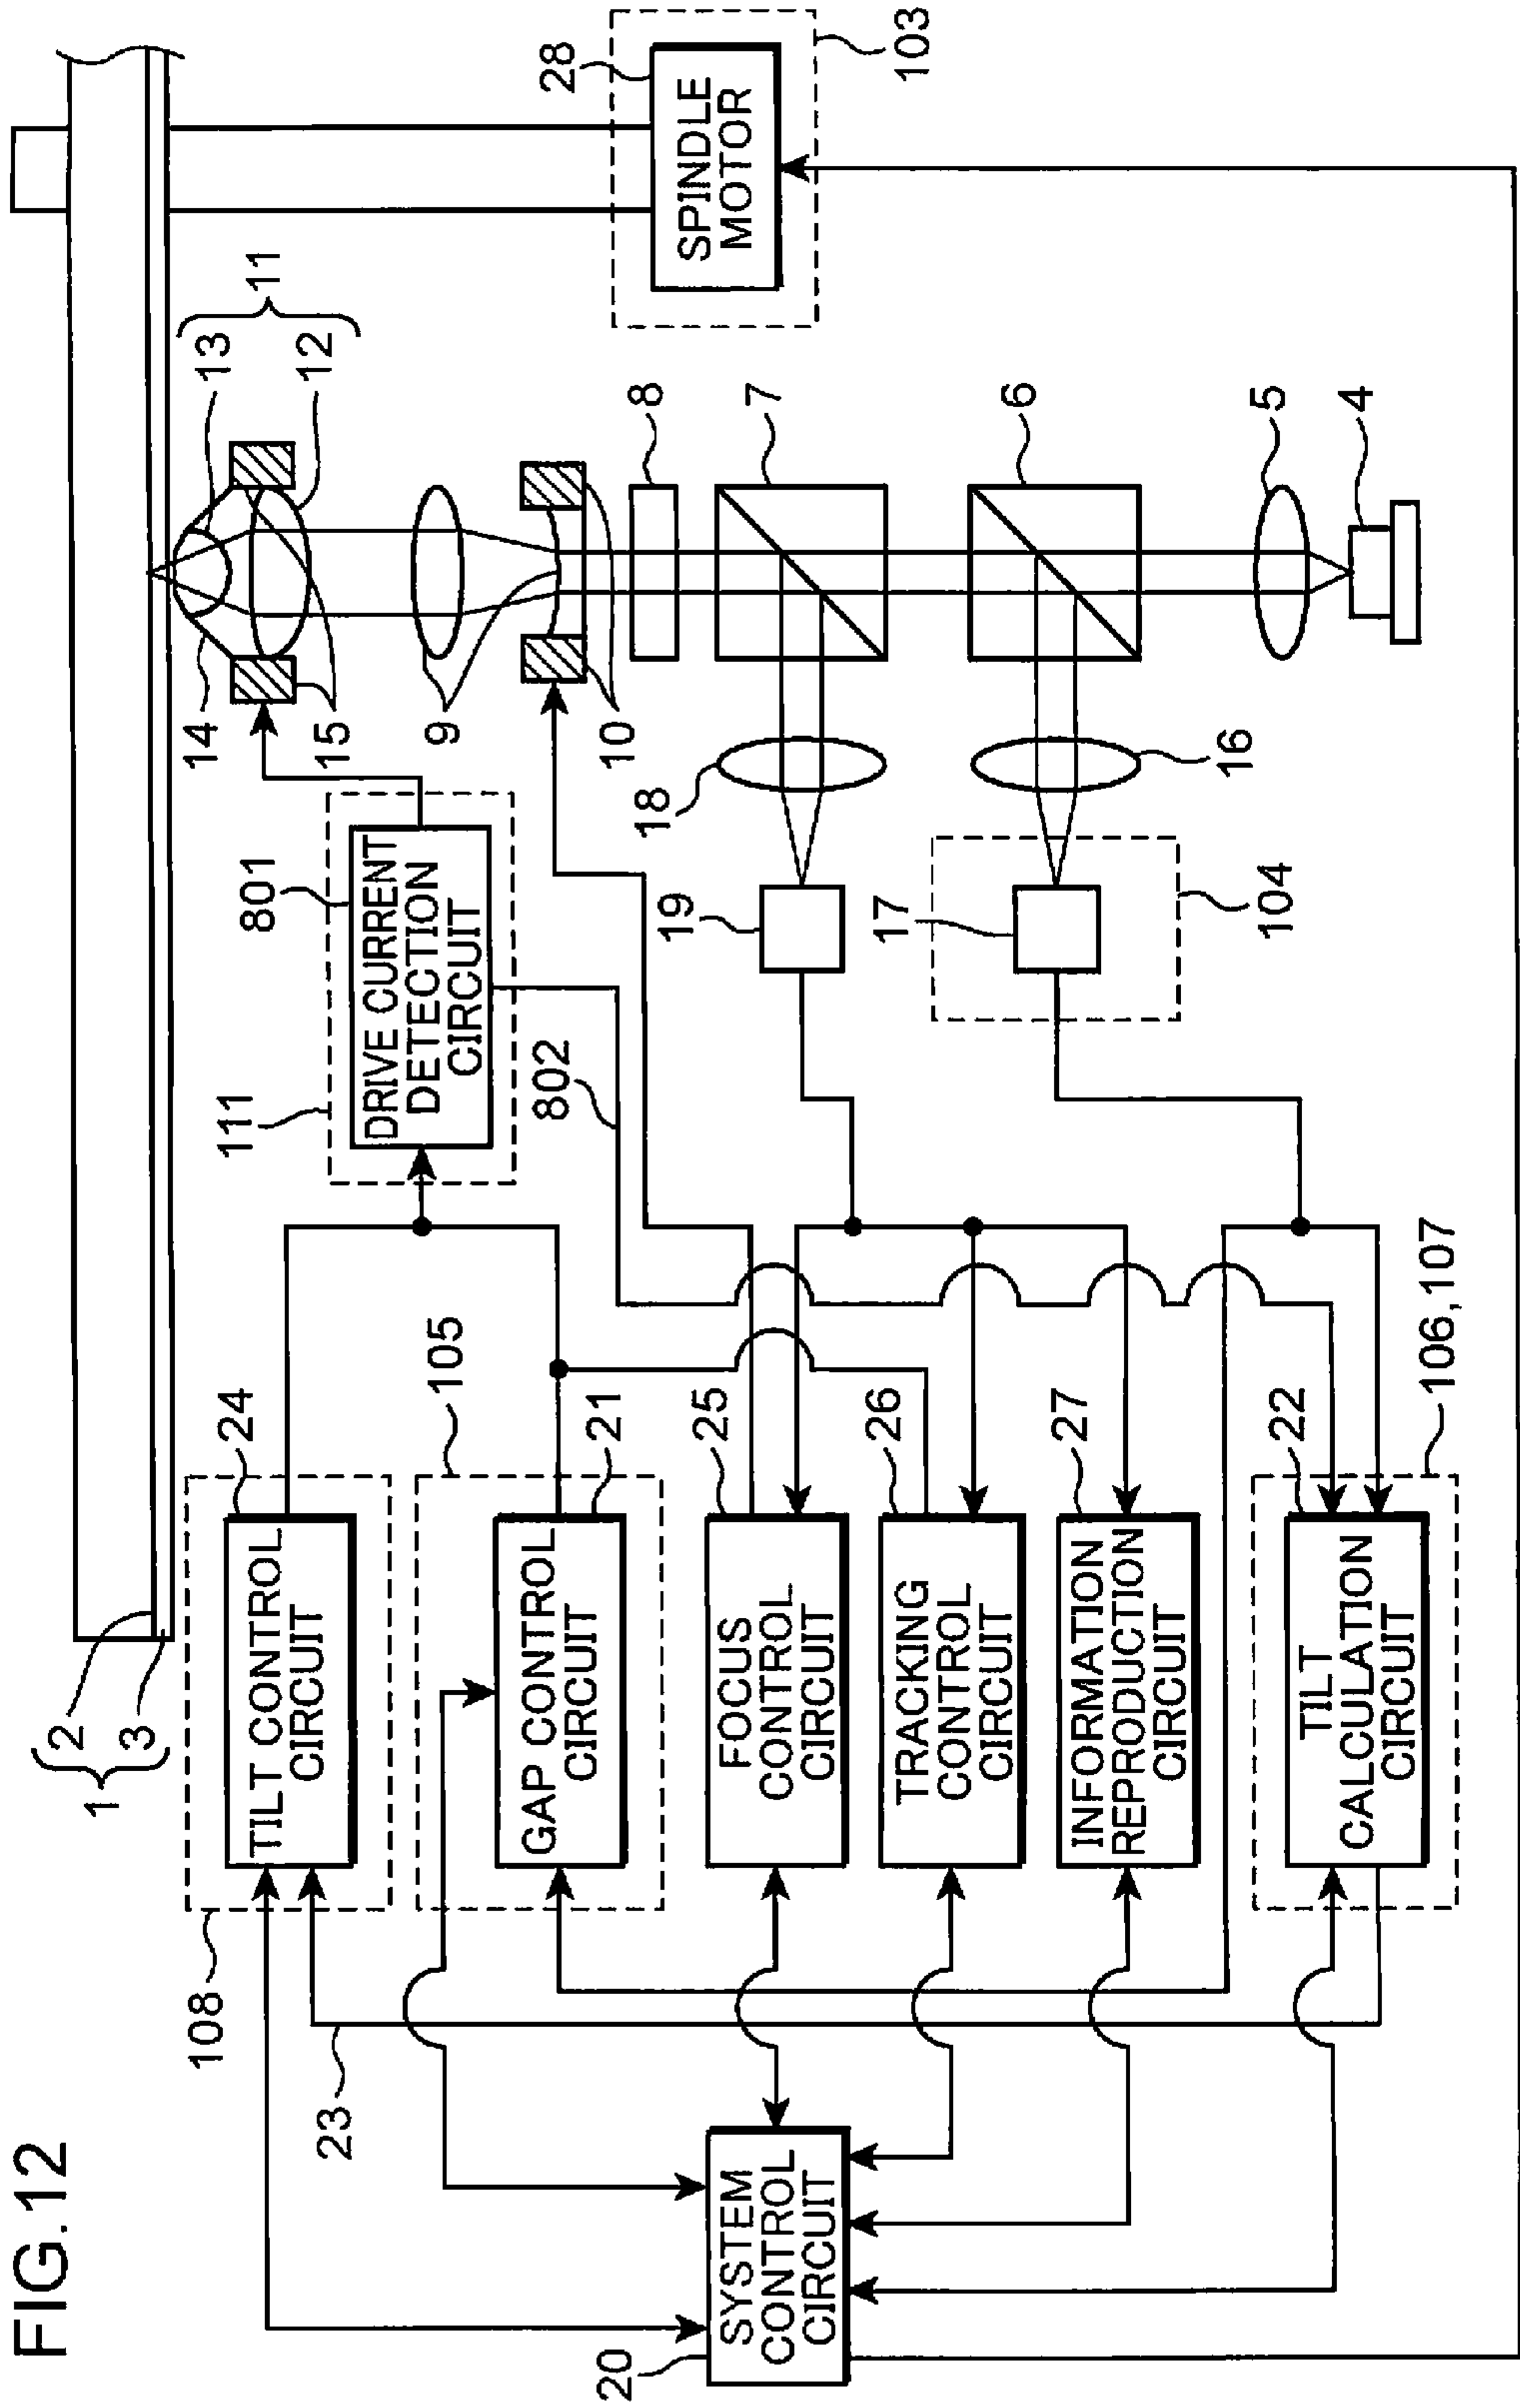 FIG.12
1
2
3
108
24
TILT CONTROL
CIRCUIT
23
105
21
GAP CONTROL
CIRCUIT
25
FOCUS
CONTROL
CIRCUIT
26
TRACKING
CONTROL
CIRCUIT
27
INFORMATION
REPRODUCTION
CIRCUIT
106,107
22
TILT
CALCULATION
CIRCUIT
20
SYSTEM
CONTROL
CIRCUIT
111
801
DRIVE CURRENT
DETECTION
CIRCUIT
802
14
15
9
10
18
16
19
17
104
11
13
12
8
7
6
5
4
28
SPINDLE
MOTOR
103